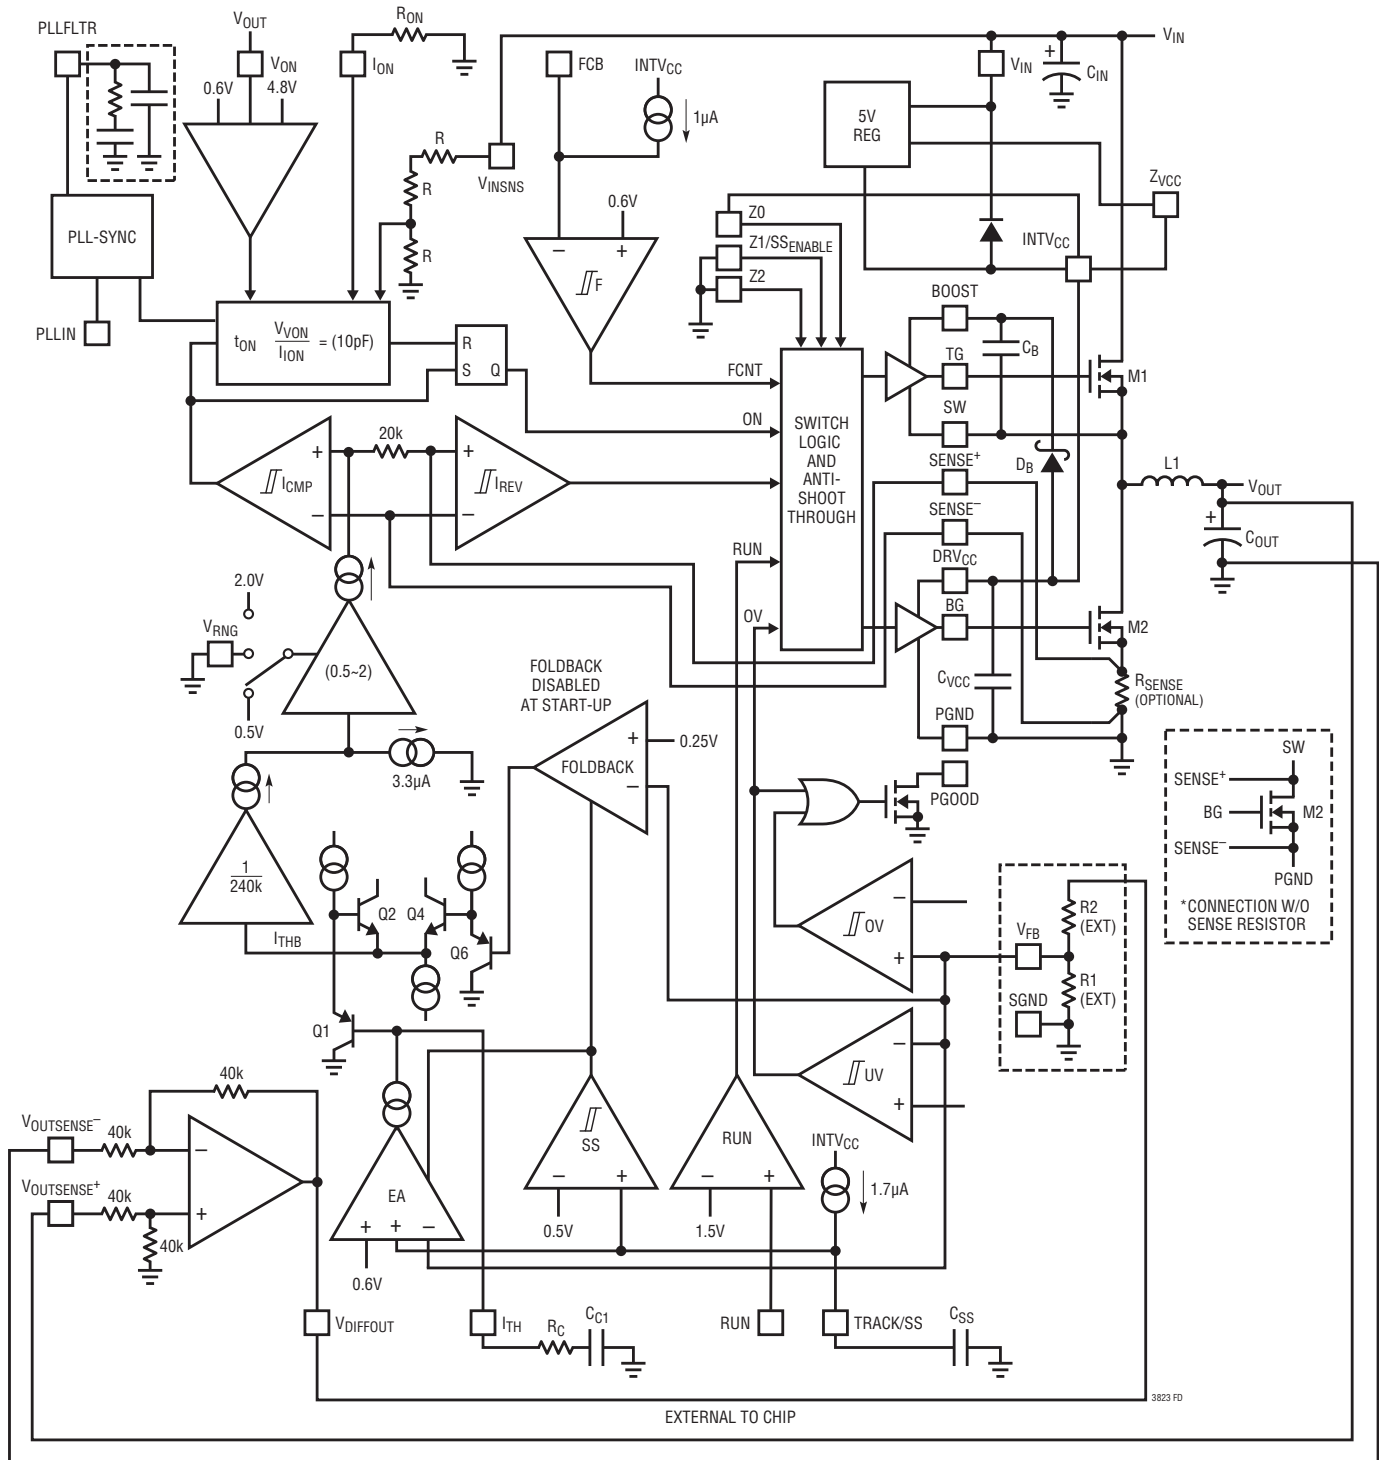 PLLFLTR
VOUT
RON
VON
ION
FCB
INTVCC
VIN
VIN
CIN
0.6V
4.8V
1µA
5V
REG
R
VINSNS
R
R
ZVCC
PLL-SYNC
0.6V
Z0
Z1/SSENABLE
Z2
INTVCC
− +
F
BOOST
PLLIN
tON VVON/IION = (10pF)
R
S Q
TG
CB
M1
FCNT
SW
ON
SWITCH
LOGIC
AND
ANTI-
SHOOT
THROUGH
20k
+
−
ICMP
+
−
IREV
SENSE+
DB
L1
VOUT
SENSE−
+
COUT
RUN
DRVCC
BG
OV
M2
2.0V
VRNG
(0.5~2)
0.5V
FOLDBACK
DISABLED
AT START-UP
CVCC
RSENSE
(OPTIONAL)
+
0.25V
FOLDBACK
−
PGND
3.3µA
PGOOD
SW
SENSE+
BG
M2
SENSE−
PGND
*CONNECTION W/O
SENSE RESISTOR
1
240k
Q2
Q4
ITHB
Q6
−
OV
+
VFB
R2
(EXT)
R1
(EXT)
SGND
Q1
−
UV
+
40k
VOUTSENSE−
40k
−
VOUTSENSE+
40k
+
40k
EA
+ + −
0.6V
SS
− +
0.5V
RUN
− +
1.5V
INTVCC
1.7µA
VDIFFOUT
ITH
RC
CC1
RUN
TRACK/SS
CSS
3823 FD
EXTERNAL TO CHIP